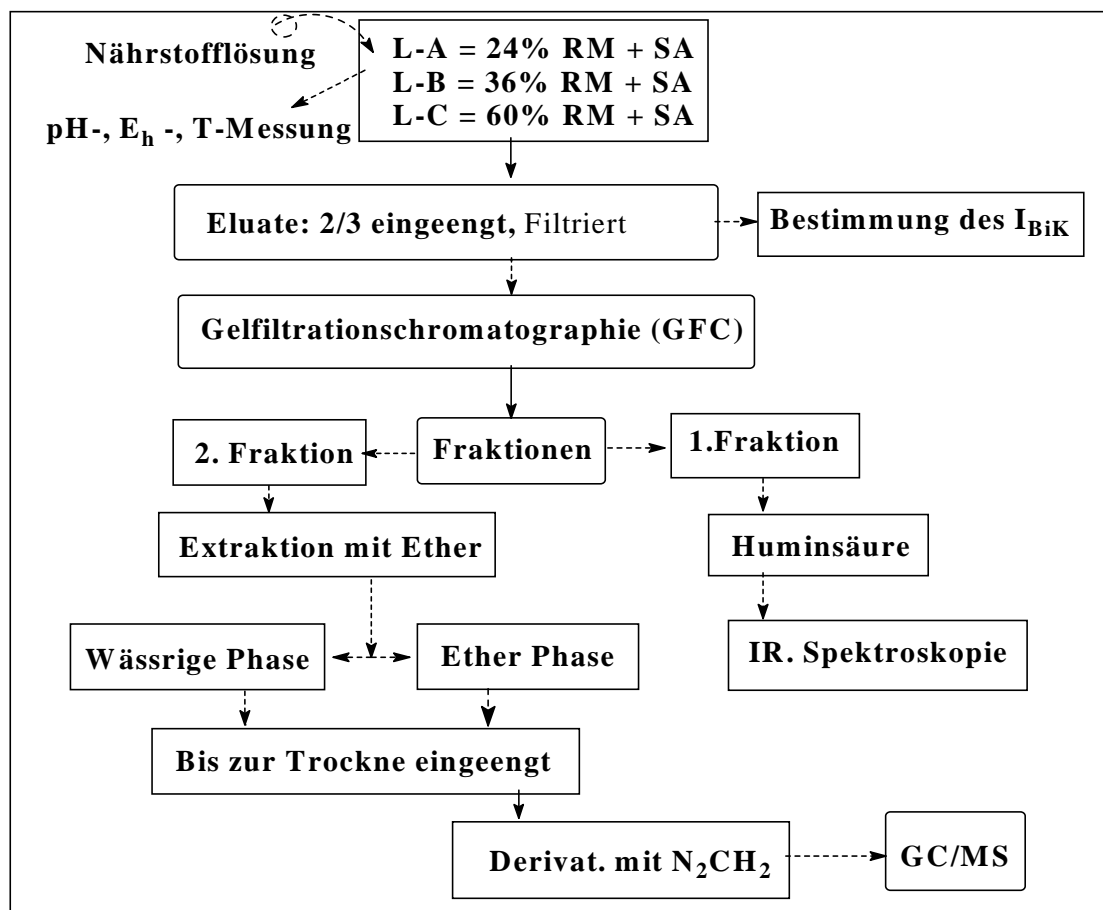 Nährstofflösung
L-A = 24% RM + SA
L-B = 36% RM + SA
L-C = 60% RM + SA
pH-, E_h -, T-Messung
Eluate: 2/3 eingeengt, Filtriert
Bestimmung des I_BiK
Gelfiltrationschromatographie (GFC)
2. Fraktion
Fraktionen
1.Fraktion
Extraktion mit Ether
Huminsäure
Wässrige Phase
Ether Phase
IR. Spektroskopie
Bis zur Trockne eingeengt
Derivat. mit N₂CH₂
GC/MS